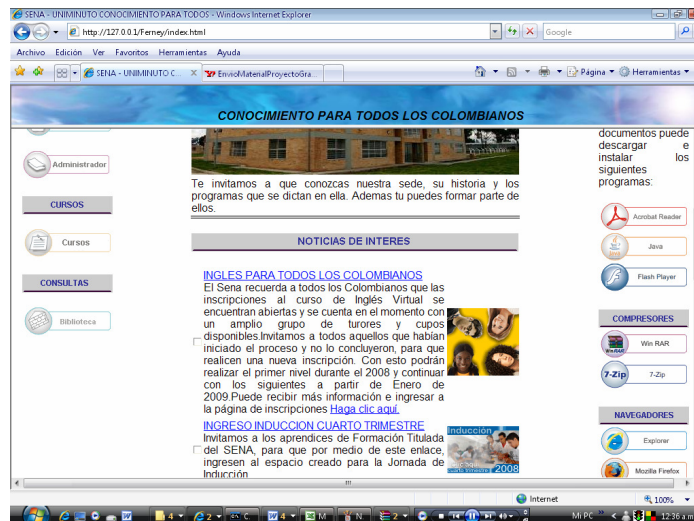 SENA - UNIMINUTO CONOCIMIENTO PARA TODOS - Windows Internet Explorer
http://127.0.0.1/Ferney/index.html
Google
Archivo Edición Ver Favoritos Herramientas Ayuda
SENA - UNIMINUTO C...
EnvioMaterialProyectoGra...
Página
Herramientas
CONOCIMIENTO PARA TODOS LOS COLOMBIANOS
Administrador
CURSOS
Cursos
CONSULTAS
Biblioteca
Te invitamos a que conozcas nuestra sede, su historia y los
programas que se dictan en ella. Ademas tu puedes formar parte de
ellos.
NOTICIAS DE INTERES
INGLES PARA TODOS LOS COLOMBIANOS
El Sena recuerda a todos los Colombianos que las
inscripciones al curso de Inglés Virtual se
encuentran abiertas y se cuenta en el momento con
un amplio grupo de turores y cupos
disponibles.Invitamos a todos aquellos que habían
iniciado el proceso y no lo concluyeron, para que
realicen una nueva inscripción. Con esto podrán
realizar el primer nivel durante el 2008 y continuar
con los siguientes a partir de Enero de
2009.Puede recibir más información e ingresar a
la página de inscripciones Haga clic aquí.
INGRESO INDUCCION CUARTO TRIMESTRE
Invitamos a los aprendices de Formación Titulada
del SENA, para que por medio de este enlace,
ingresen al espacio creado para la Jornada de
Inducción
Inducción
cuarto trimestre 2008
documentos puede
descargar e
instalar los
siguientes
programas:
Acrobat Reader
Java
Flash Player
COMPRESORES
WinRAR
Win RAR
7-Zip
7-Zip
NAVEGADORES
Explorer
Mozilla Firefox
Internet
100%
4
2
C
4
M
N
2
Mi PC
12:36 a.m.